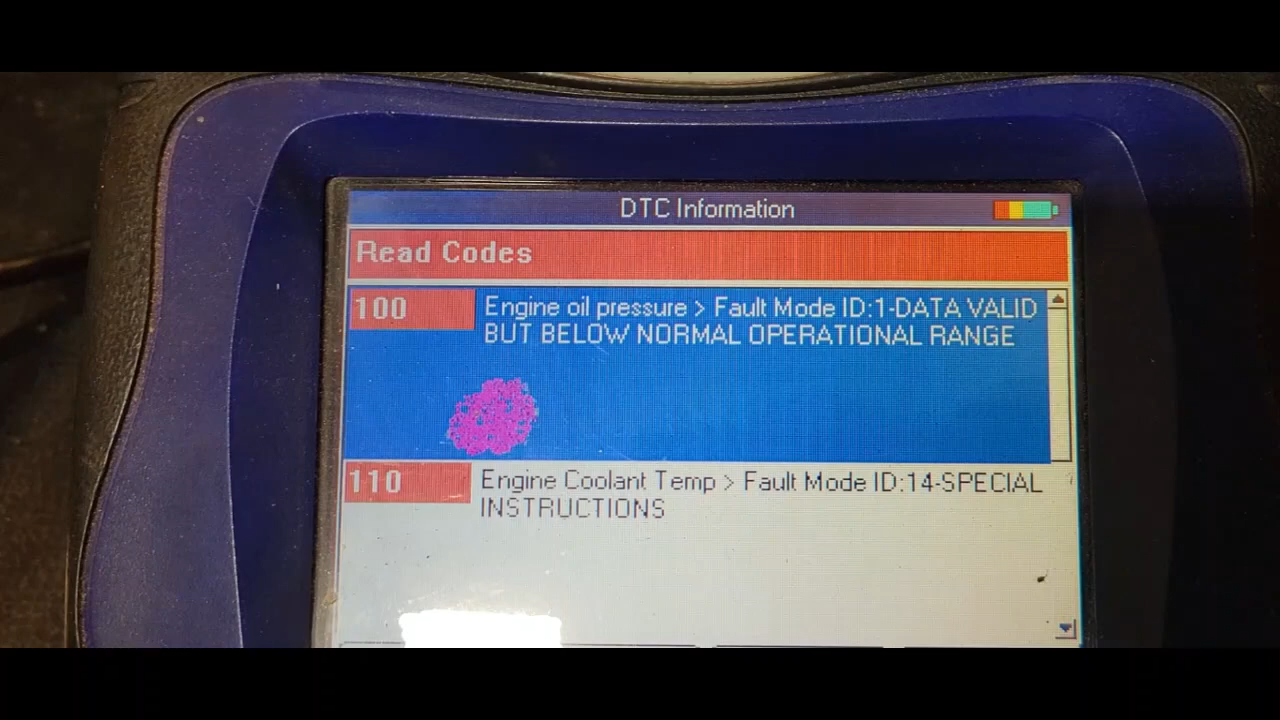 DTC Information
Read Codes
100 Engine oil pressure > Fault Mode ID:1-DATA VALID
BUT BELOW NORMAL OPERATIONAL RANGE
110 Engine Coolant Temp > Fault Mode ID:14-SPECIAL
INSTRUCTIONS